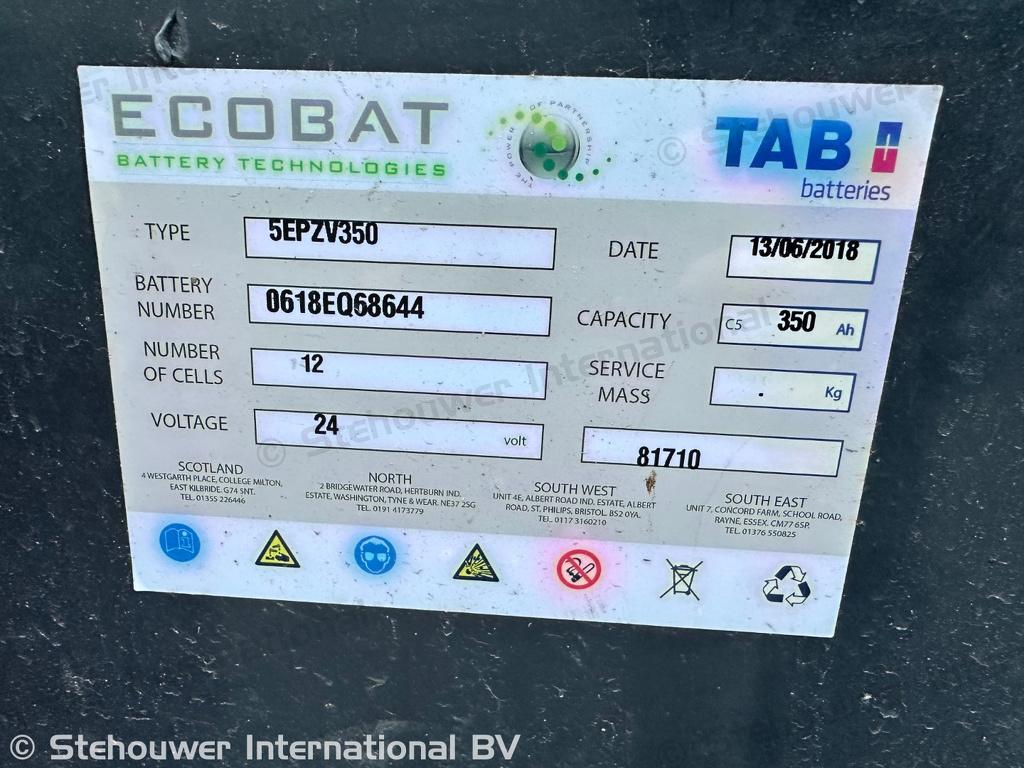 ECOBAT
BATTERY TECHNOLOGIES
THE POWER OF PARTNERSHIP
TAB
batteries
TYPE 5EPZV350
DATE 13/06/2018
BATTERY
NUMBER 0618EQ68644
CAPACITY C5 350 Ah
NUMBER
OF CELLS 12
SERVICE
MASS . Kg
VOLTAGE 24 volt
81710
SCOTLAND
4 WESTGARTH PLACE, COLLEGE MILTON,
EAST KILBRIDE. G74 5NT.
TEL. 01355 226446
NORTH
2 BRIDGEWATER ROAD, HERTBURN IND.
ESTATE, WASHINGTON, TYNE & WEAR. NE37 2SG
TEL. 0191 4173779
SOUTH WEST
UNIT 4E, ALBERT ROAD IND. ESTATE, ALBERT
ROAD, ST. PHILIPS, BRISTOL. BS2 0YA.
TEL. 0117 3160210
SOUTH EAST
UNIT 7, CONCORD FARM, SCHOOL ROAD,
RAYNE, ESSEX. CM77 6SP.
TEL. 01376 550825
© Stehouwer International BV
© Stehouwer International BV